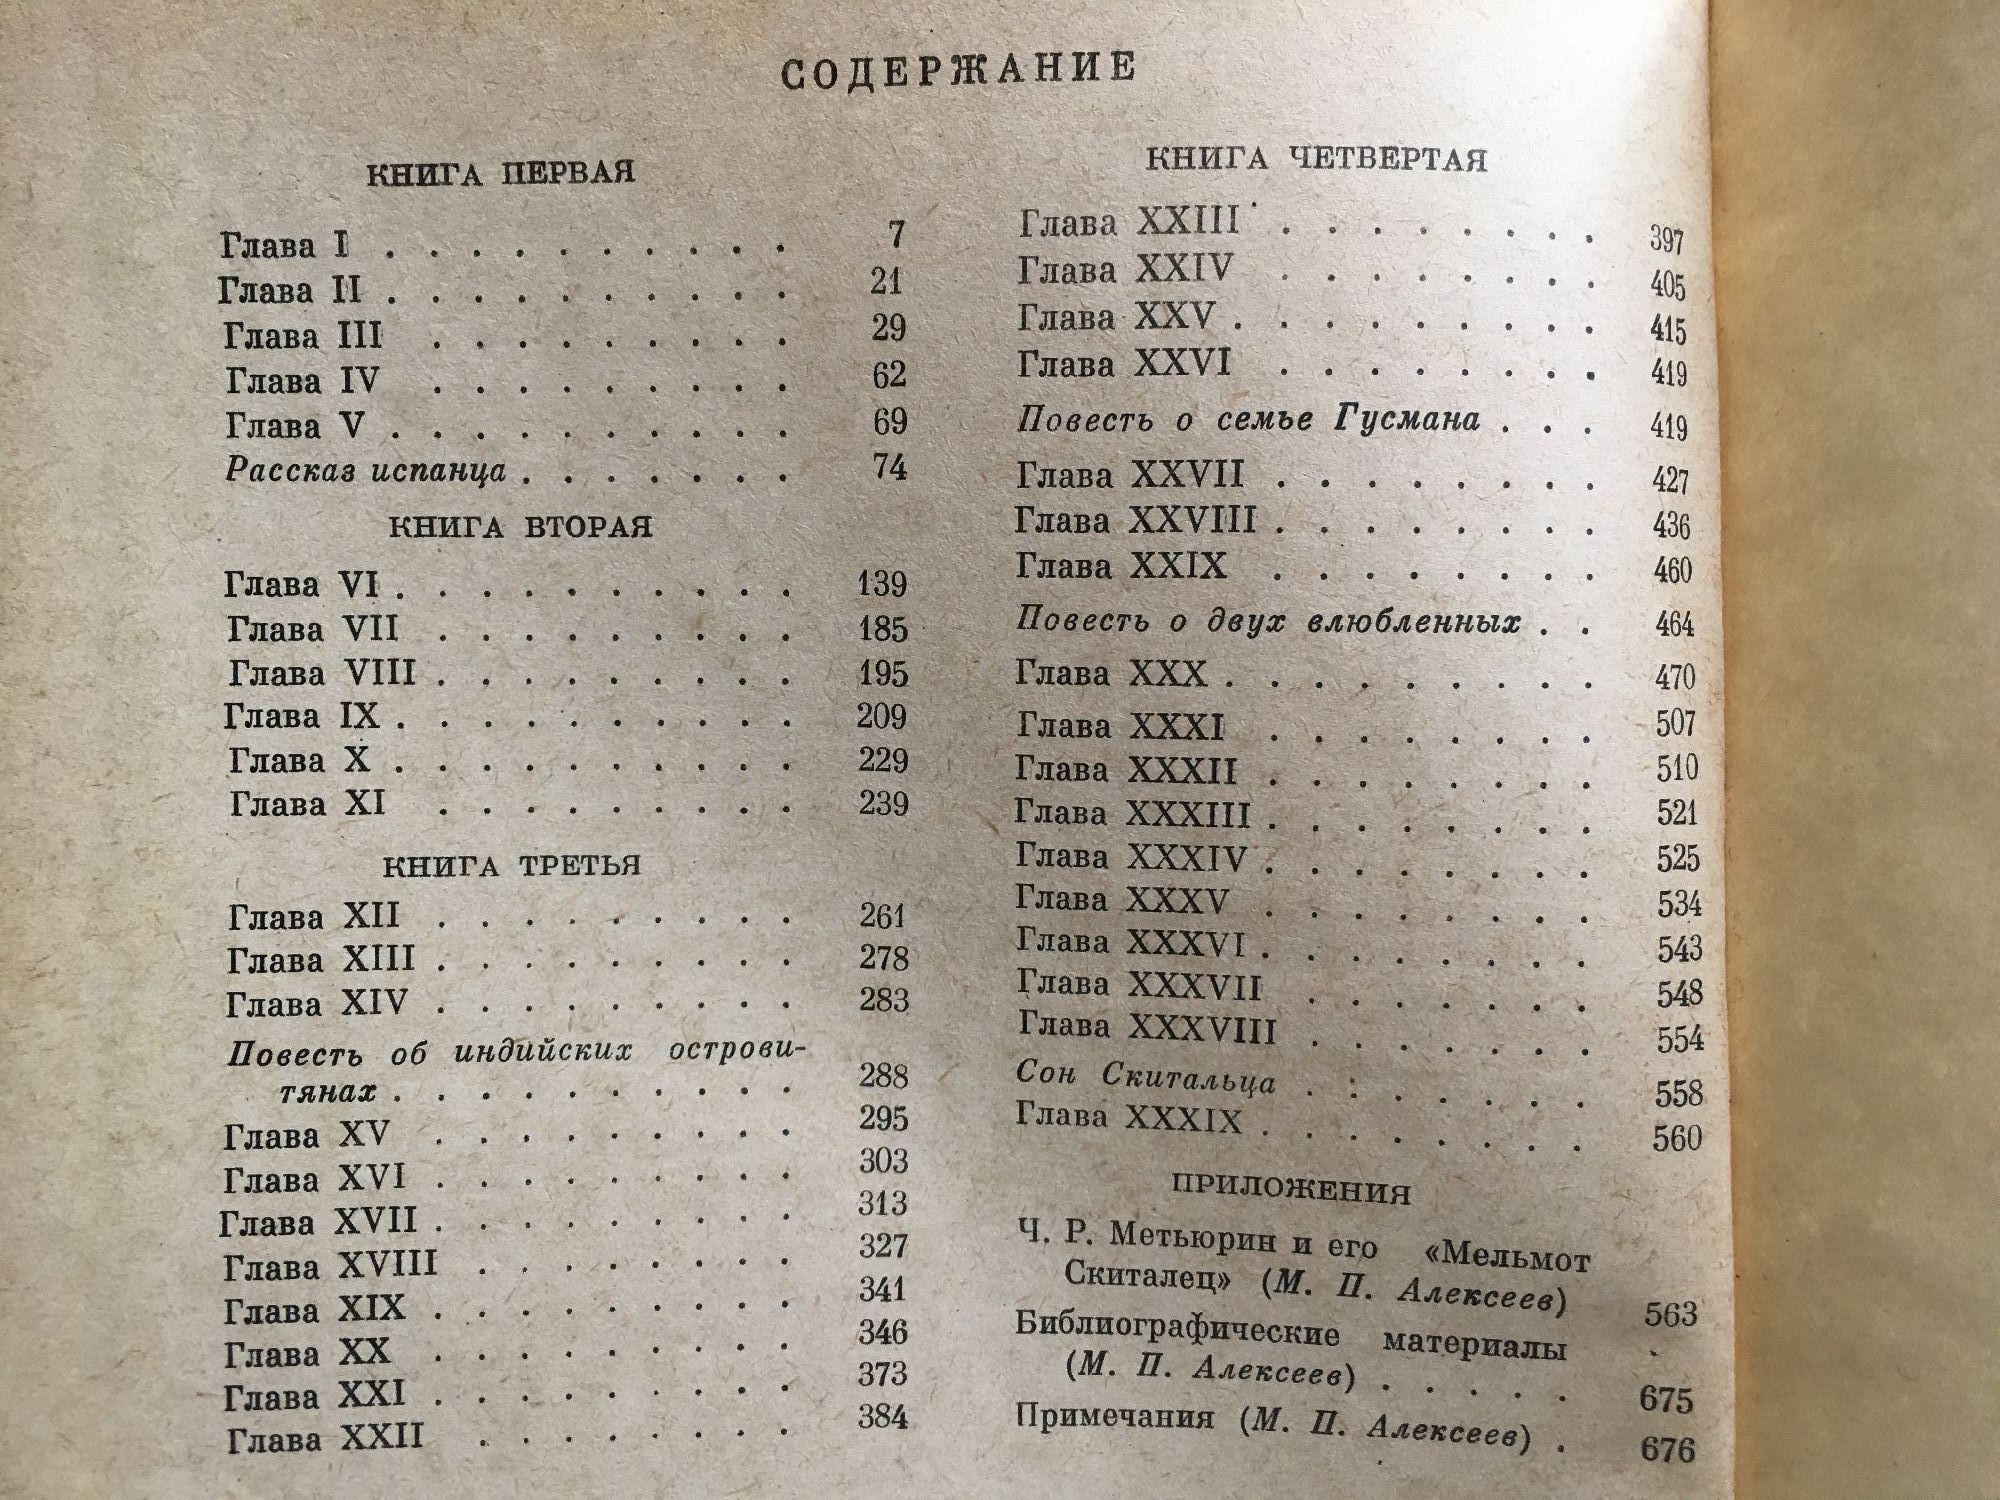 СОДЕРЖАНИЕ
КНИГА ПЕРВАЯ
Глава I . . . . . . . . . . 7
Глава II . . . . . . . . . . 21
Глава III . . . . . . . . . 29
Глава IV . . . . . . . . . 62
Глава V . . . . . . . . . . 69
Рассказ испанца . . . . . . . 74
КНИГА ВТОРАЯ
Глава VI . . . . . . . . . . 139
Глава VII . . . . . . . . . 185
Глава VIII . . . . . . . . . 195
Глава IX . . . . . . . . . . 209
Глава X . . . . . . . . . . 229
Глава XI . . . . . . . . . 239
КНИГА ТРЕТЬЯ
Глава XII . . . . . . . . . 261
Глава XIII . . . . . . . . . 278
Глава XIV . . . . . . . . . 283
Повесть об индийских острови-
тянах . . . . . . . . . . 288
Глава XV . . . . . . . . . 295
Глава XVI . . . . . . . . . 303
Глава XVII . . . . . . . . . 313
Глава XVIII . . . . . . . . 327
Глава XIX . . . . . . . . . 341
Глава XX . . . . . . . . . 346
Глава XXI . . . . . . . . . 373
Глава XXII . . . . . . . . 384
КНИГА ЧЕТВЕРТАЯ
Глава XXIII . . . . . . . . 397
Глава XXIV . . . . . . . . 405
Глава XXV . . . . . . . . . 415
Глава XXVI . . . . . . . . 419
Повесть о семье Гусмана . . . 419
Глава XXVII . . . . . . . . 427
Глава XXVIII . . . . . . . . 436
Глава XXIX . . . . . . . . 460
Повесть о двух влюбленных . . 464
Глава XXX . . . . . . . . . 470
Глава XXXI . . . . . . . . 507
Глава XXXII . . . . . . . . 510
Глава XXXIII . . . . . . . . 521
Глава XXXIV . . . . . . . . 525
Глава XXXV . . . . . . . . 534
Глава XXXVI . . . . . . . . 543
Глава XXXVII . . . . . . . 548
Глава XXXVIII . . . . . . . 554
Сон Скитальца . . . . . . . 558
Глава XXXIX . . . . . . . . 560
ПРИЛОЖЕНИЯ
Ч. Р. Метьюрин и его «Мельмот
Скиталец» (М. П. Алексеев) 563
Библиографические материалы
(М. П. Алексеев) . . . . . 675
Примечания (М. П. Алексеев) . 676